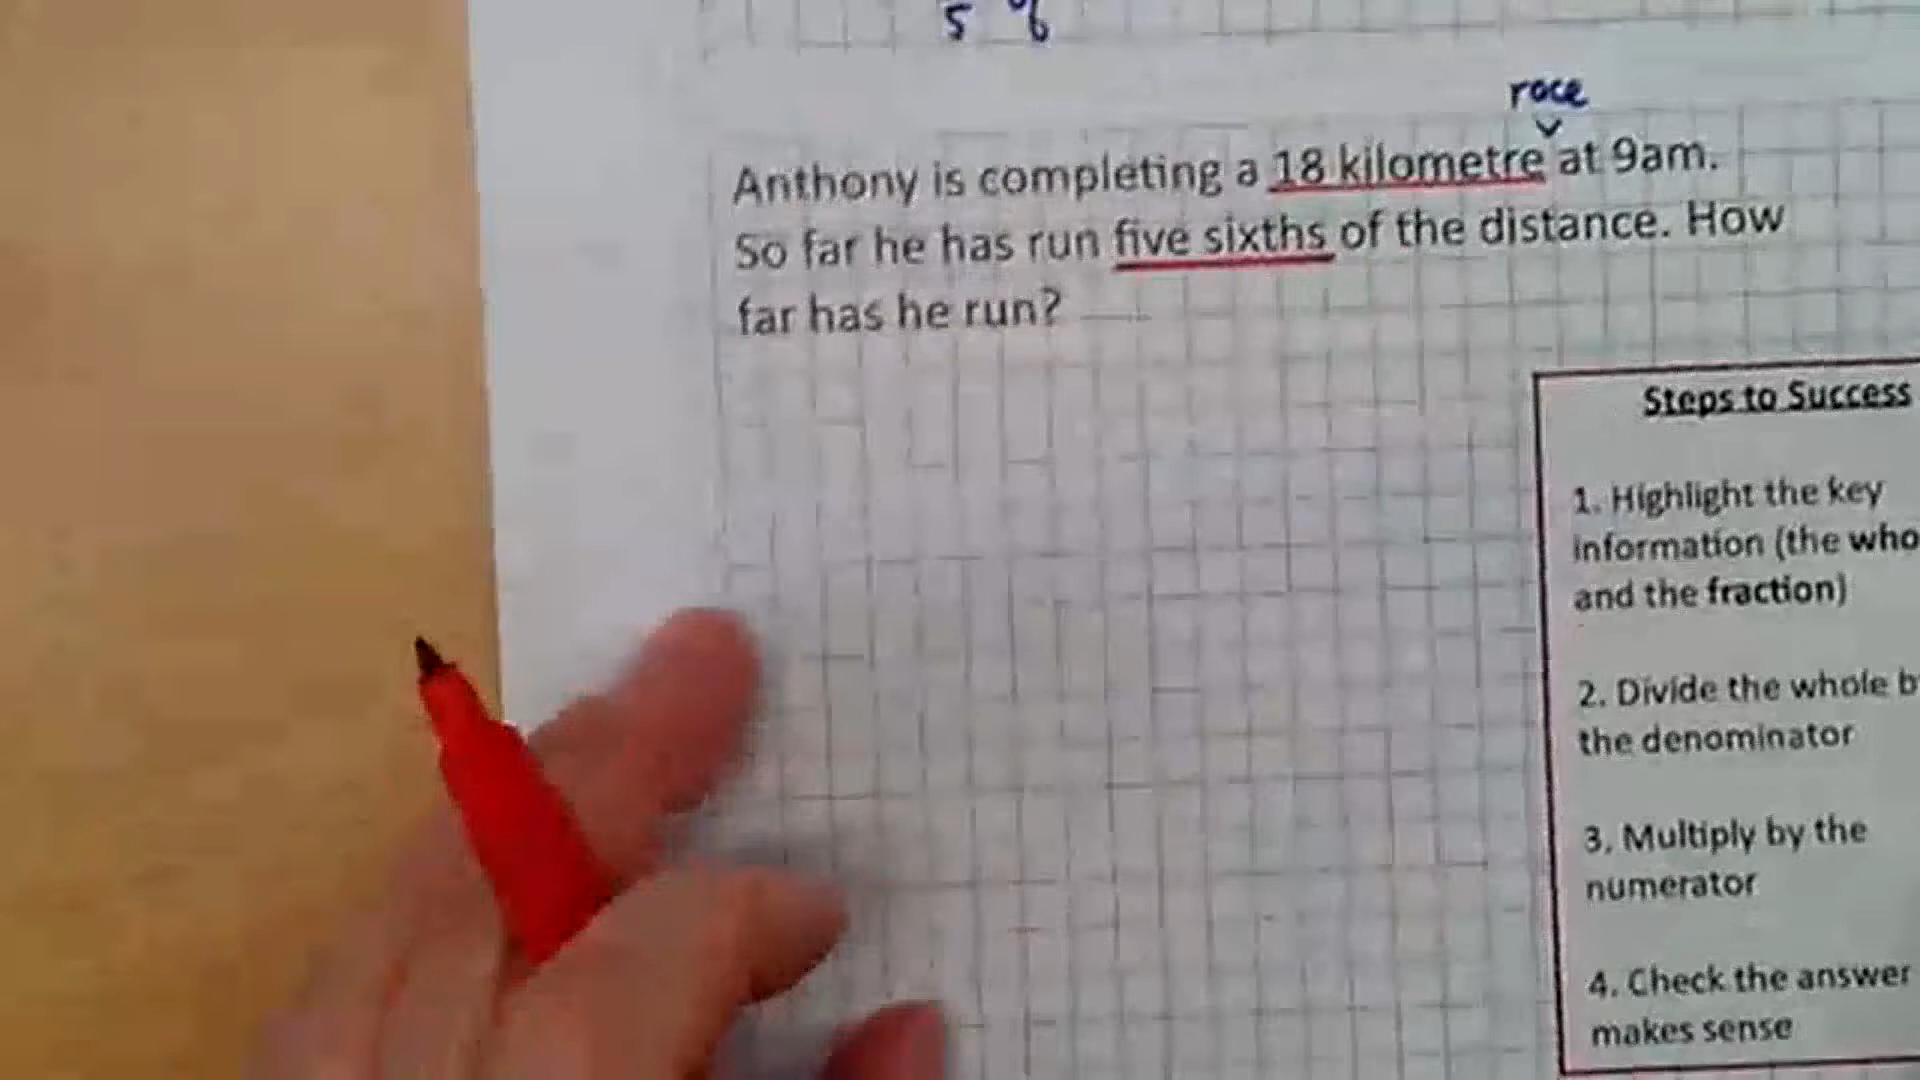 5 6
race
Anthony is completing a 18 kilometre at 9am.
So far he has run five sixths of the distance. How
far has he run?
Steps to Success
1. Highlight the key
information (the who
and the fraction)
2. Divide the whole b
the denominator
3. Multiply by the
numerator
4. Check the answer
makes sense